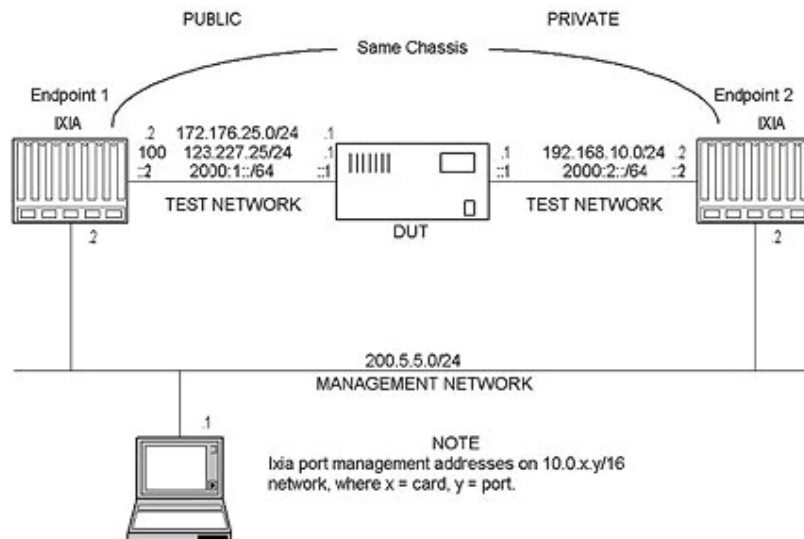 PUBLIC PRIVATE
Same Chassis
Endpoint 1 Endpoint 2
IXIA IXIA
.2 172.176.25.0/24 .1
100 123.227.25/24 .1
::2 2000:1::/64 ::1
TEST NETWORK
.1 192.168.10.0/24 .2
::1 2000:2::/64 ::2
TEST NETWORK
DUT
.2 .2
200.5.5.0/24
MANAGEMENT NETWORK
.1
NOTE
Ixia port management addresses on 10.0.x.y/16
network, where x = card, y = port.